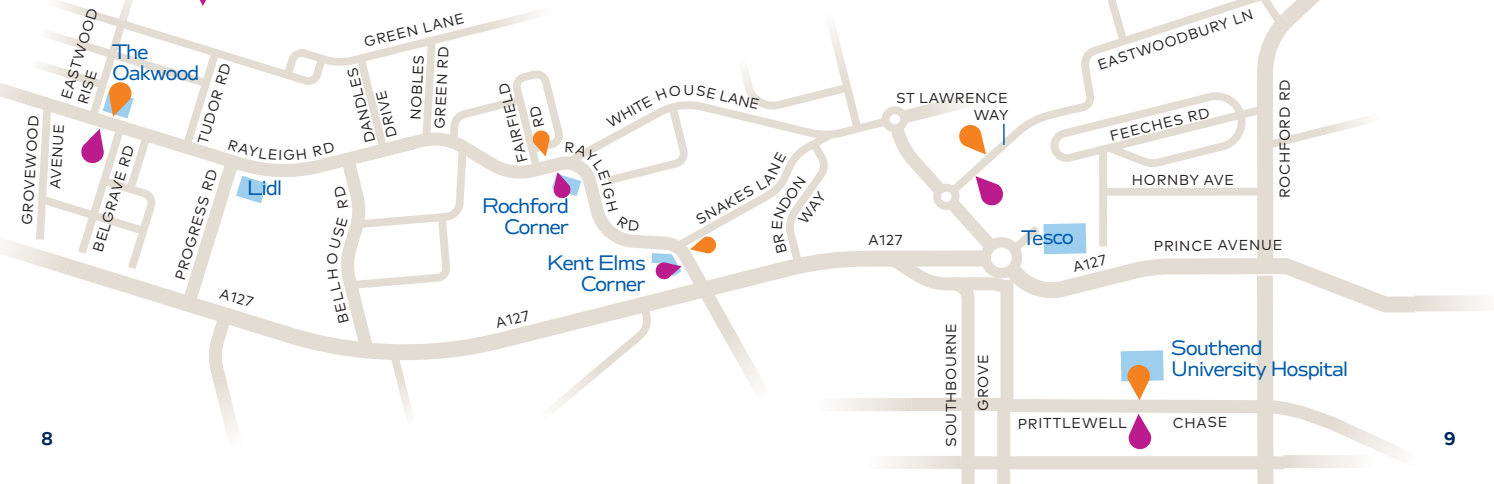 GREEN LANE
EASTWOODBURY LN
EASTWOOD
RISE
The
Oakwood
TUDOR RD
DANDLES
DRIVE
NOBLES
GREEN RD
FAIRFIELD
RD
WHITE HOUSE LANE
ST LAWRENCE
WAY
FEECHES RD
ROCHFORD RD
GROVEWOOD
AVENUE
BELGRAVE RD
RAYLEIGH RD
RAYLEIGH
RD
PROGRESS RD
Lidl
BELLHOUSE RD
Rochford
Corner
SNAKES LANE
BRENDON
WAY
HORNBY AVE
Kent Elms
Corner
A127
Tesco
A127
PRINCE AVENUE
A127
A127
SOUTHBOURNE
GROVE
Southend
University Hospital
PRITTLEWELL
CHASE
8
9